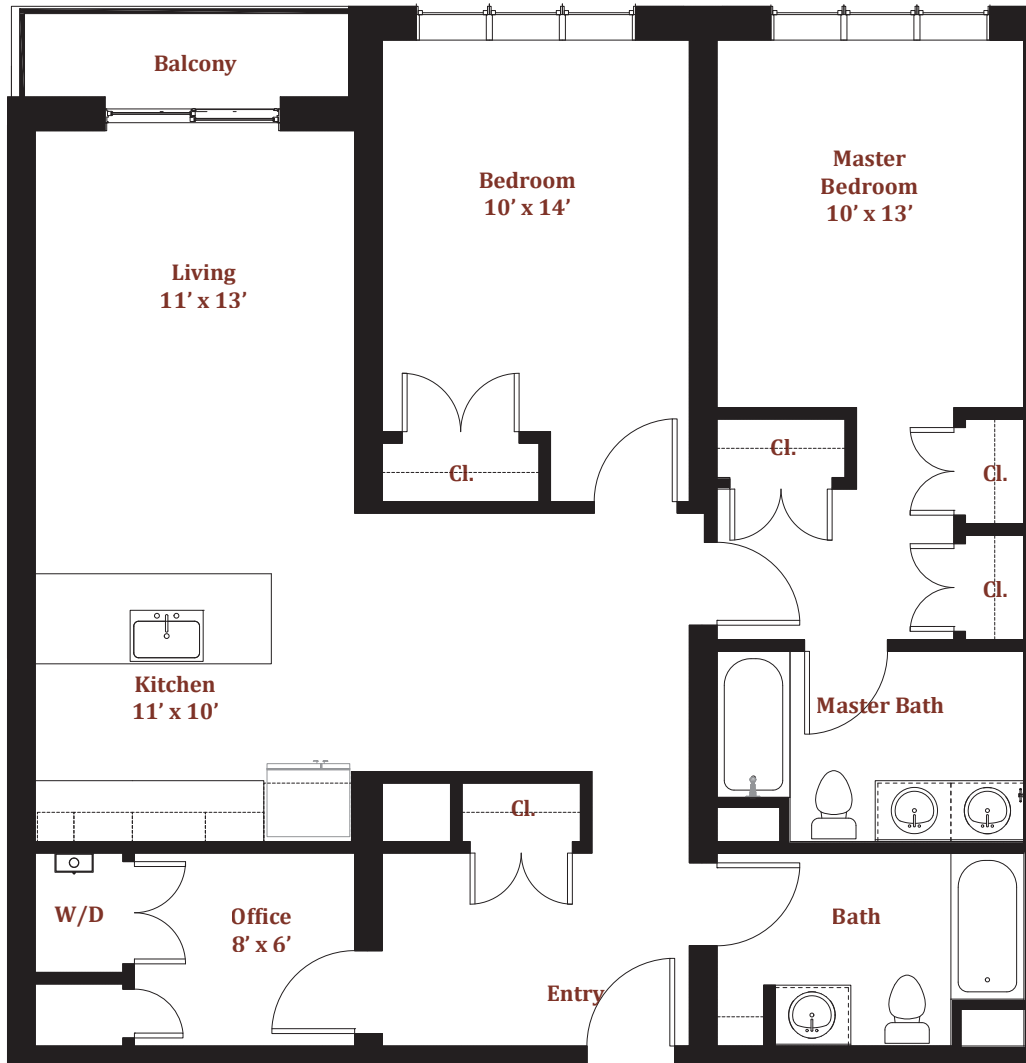 Balcony
Bedroom
10’ x 14’
Master
Bedroom
10’ x 13’
Living
11’ x 13’
Cl.
Cl.
Cl.
Cl.
Kitchen
11’ x 10’
Master Bath
Cl.
W/D
Office
8’ x 6’
Bath
Entry